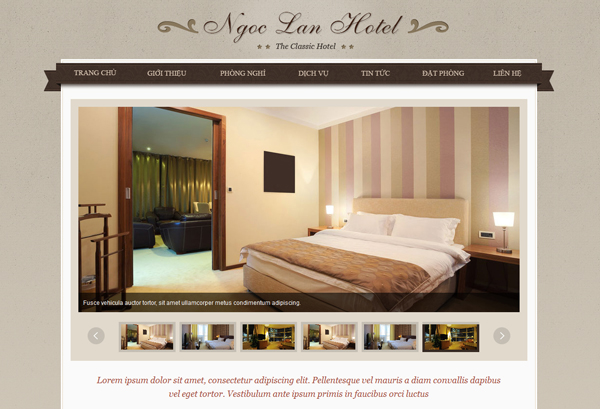 Ngoc Lan Hotel
★ ★ The Classic Hotel ★ ★
TRANG CHỦ GIỚI THIỆU PHÒNG NGHỈ DỊCH VỤ TIN TỨC ĐẶT PHÒNG LIÊN HỆ
Fusce vehicula auctor tortor, sit amet ullamcorper metus condimentum adipiscing.
Lorem ipsum dolor sit amet, consectetur adipiscing elit. Pellentesque vel mauris a diam convallis dapibus
vel eget tortor. Vestibulum ante ipsum primis in faucibus orci luctus